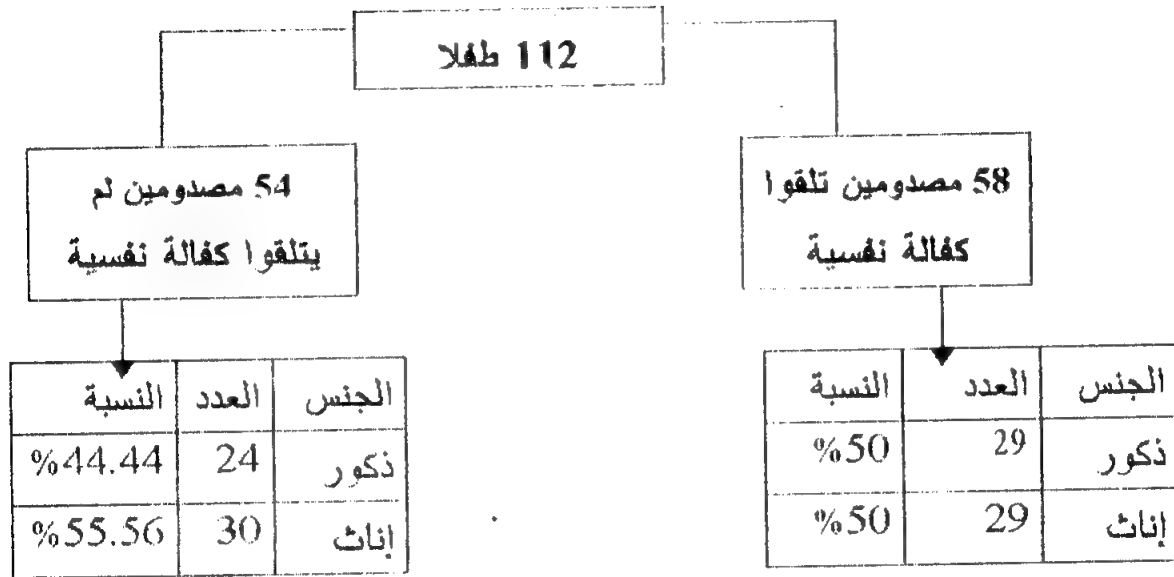 112 طفلا
58 مصدومين تلقوا
كفالة نفسية
54 مصدومين لم
يتلقوا كفالة نفسية
الجنس العدد النسبة
ذكور 29 50%
إناث 29 50%
الجنس العدد النسبة
ذكور 24 44.44%
إناث 30 55.56%